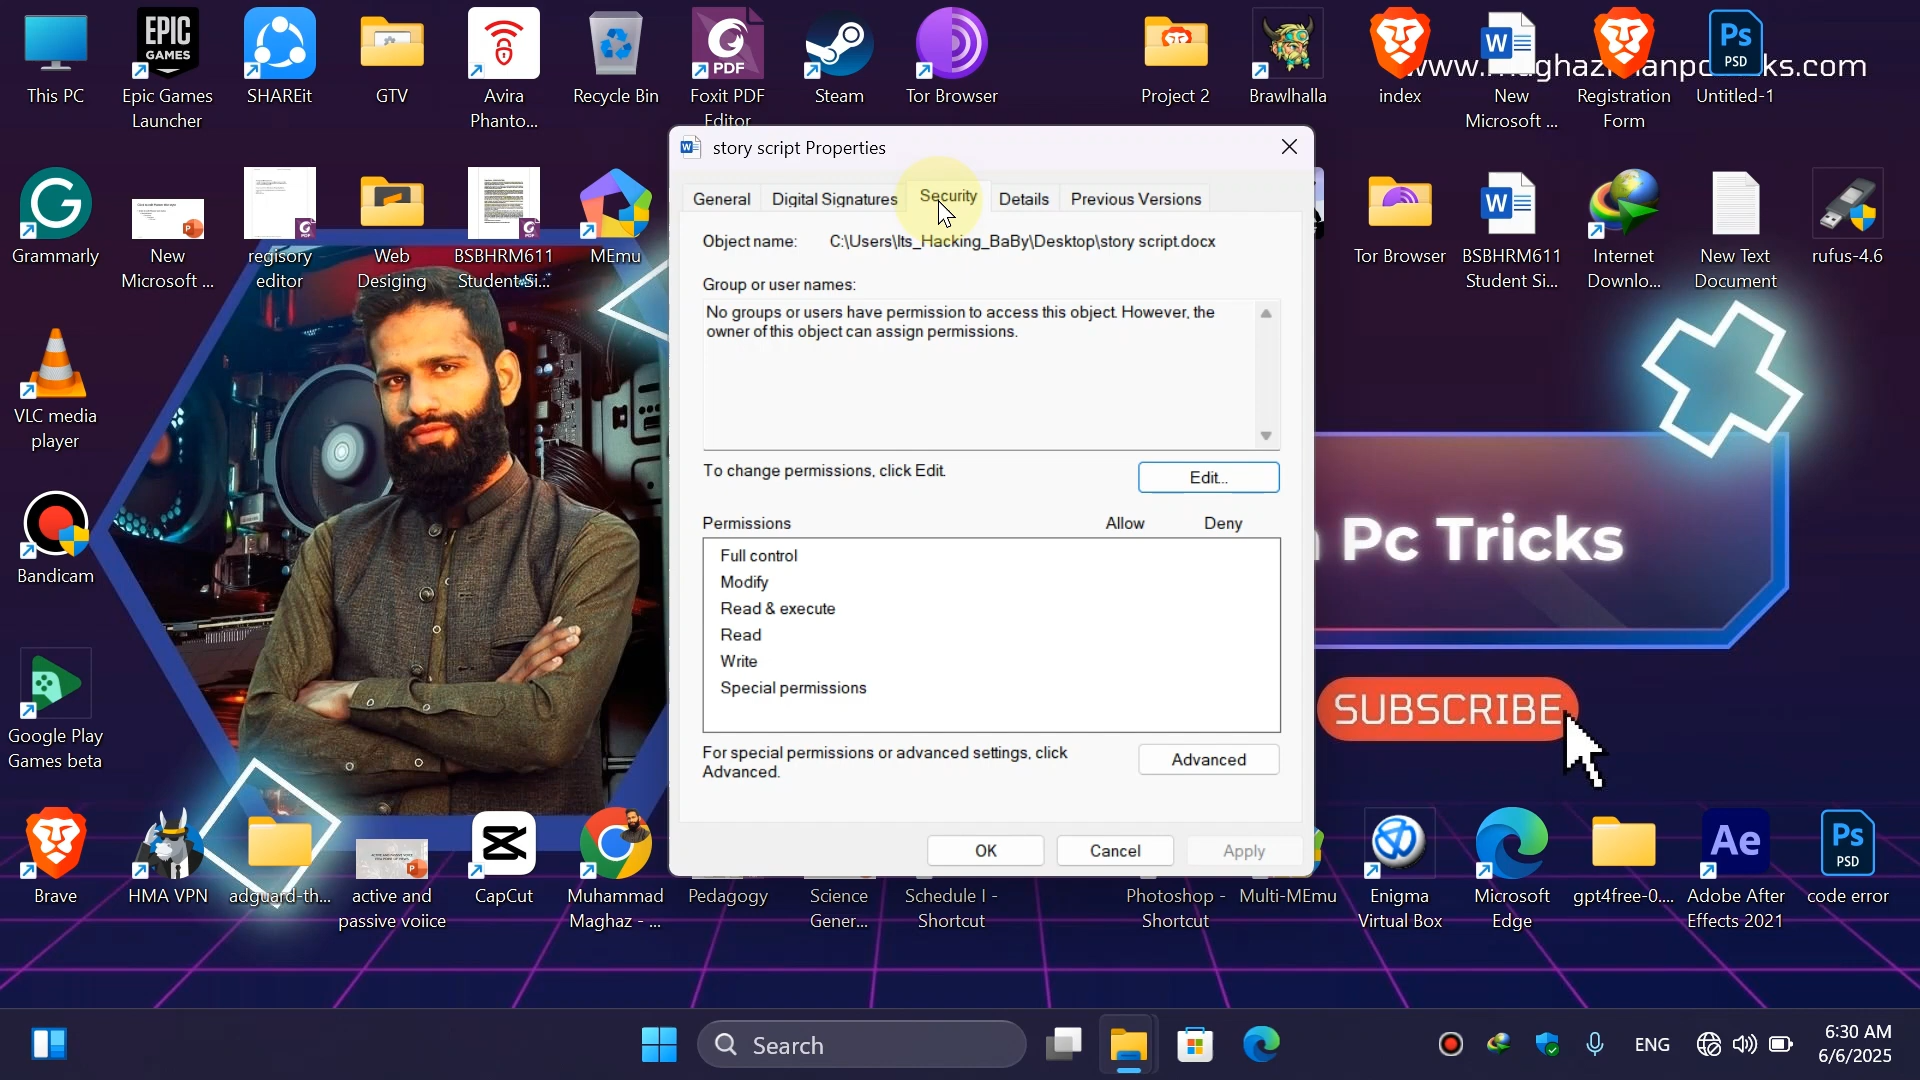 This PC
EPIC
GAMES
Epic Games
Launcher
SHAREit
GTV
Avira
Phanto...
Recycle Bin
PDF
Foxit PDF
Editor
Steam
Tor Browser
Project 2
Brawlhalla
index
New
Microsoft ...
Registration
Form
Ps
PSD
Untitled-1
story script Properties
General
Digital Signatures
Security
Details
Previous Versions
Object name:
C:\Users\Its_Hacking_BaBy\Desktop\story script.docx
Group or user names:
No groups or users have permission to access this object. However, the
owner of this object can assign permissions.
To change permissions, click Edit.
Edit...
Permissions
Allow
Deny
Full control
Modify
Read & execute
Read
Write
Special permissions
For special permissions or advanced settings, click
Advanced.
Advanced
OK
Cancel
Apply
Grammarly
New
Microsoft ...
regisory
editor
Web
Desiging
BSBHRM611
Student Si...
MEmu
Tor Browser
BSBHRM611
Student Si...
Internet
Downlo...
New Text
Document
rufus-4.6
VLC media
player
Bandicam
Pc Tricks
Google Play
Games beta
SUBSCRIBE
Brave
HMA VPN
adguard-th...
active and
passive voiice
CapCut
Muhammad
Maghaz - ...
Pedagogy
Science
Gener...
Schedule I -
Shortcut
Photoshop -
Shortcut
Multi-MEmu
Enigma
Virtual Box
Microsoft
Edge
gpt4free-0....
Ae
Adobe After
Effects 2021
Ps
PSD
code error
Search
ENG
6:30 AM
6/6/2025